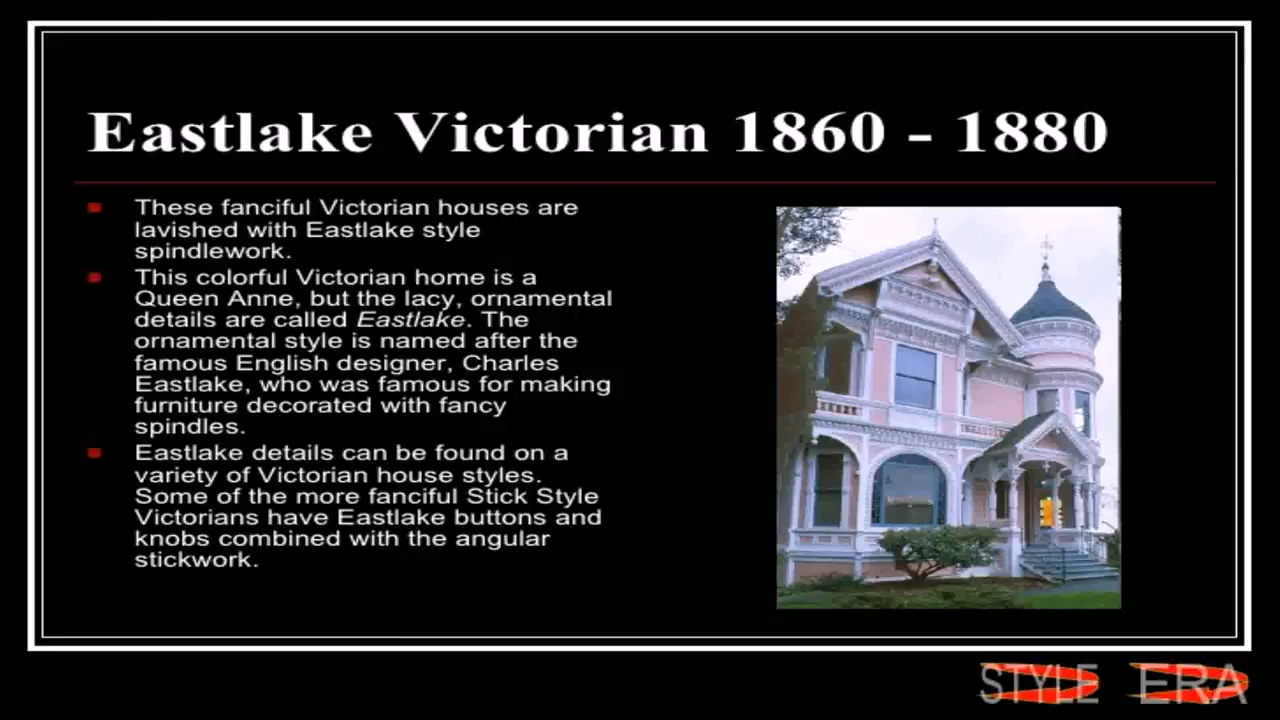 Eastlake Victorian 1860 - 1880
These fanciful Victorian houses are
lavished with Eastlake style
spindlework.
This colorful Victorian home is a
Queen Anne, but the lacy, ornamental
details are called Eastlake. The
ornamental style is named after the
famous English designer, Charles
Eastlake, who was famous for making
furniture decorated with fancy
spindles.
Eastlake details can be found on a
variety of Victorian house styles.
Some of the more fanciful Stick Style
Victorians have Eastlake buttons and
knobs combined with the angular
stickwork.
STYLE ERA